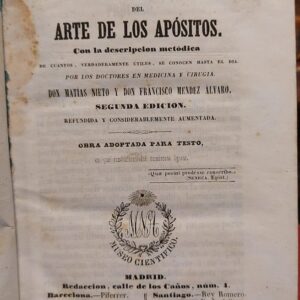 DEL
ARTE DE LOS APÓSITOS.
Con la descripcion metódica
DE CUANTOS, VERDADERAMENTE UTILES, SE CONOCEN HASTA EL DIA
POR LOS DOCTORES EN MEDICINA Y CIRUGIA
DON MATIAS NIETO Y DON FRANCISCO MENDEZ ALVARO.
SEGUNDA EDICION,
REFUNDIDA Y CONSIDERABLEMENTE AUMENTADA.
OBRA ADOPTADA PARA TESTO,
«Quæ potui prodesse conscribo.»
(SENECA, Epist.)
MUSEO CIENTIFICO.
MADRID.
Redaccion, calle de los Caños, núm. 4.
Barcelona.—Piferrer. Santiago.—Rey Romero.